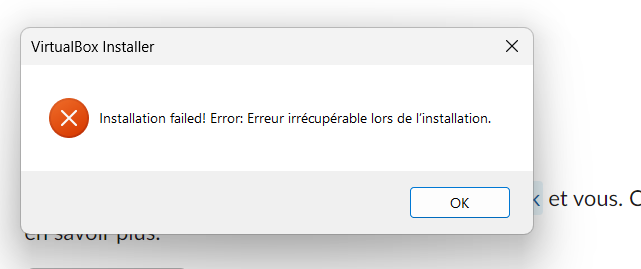 VirtualBox Installer
Installation failed! Error: Erreur irrécupérable lors de l'installation.
OK
et vous.
en savoir plus.